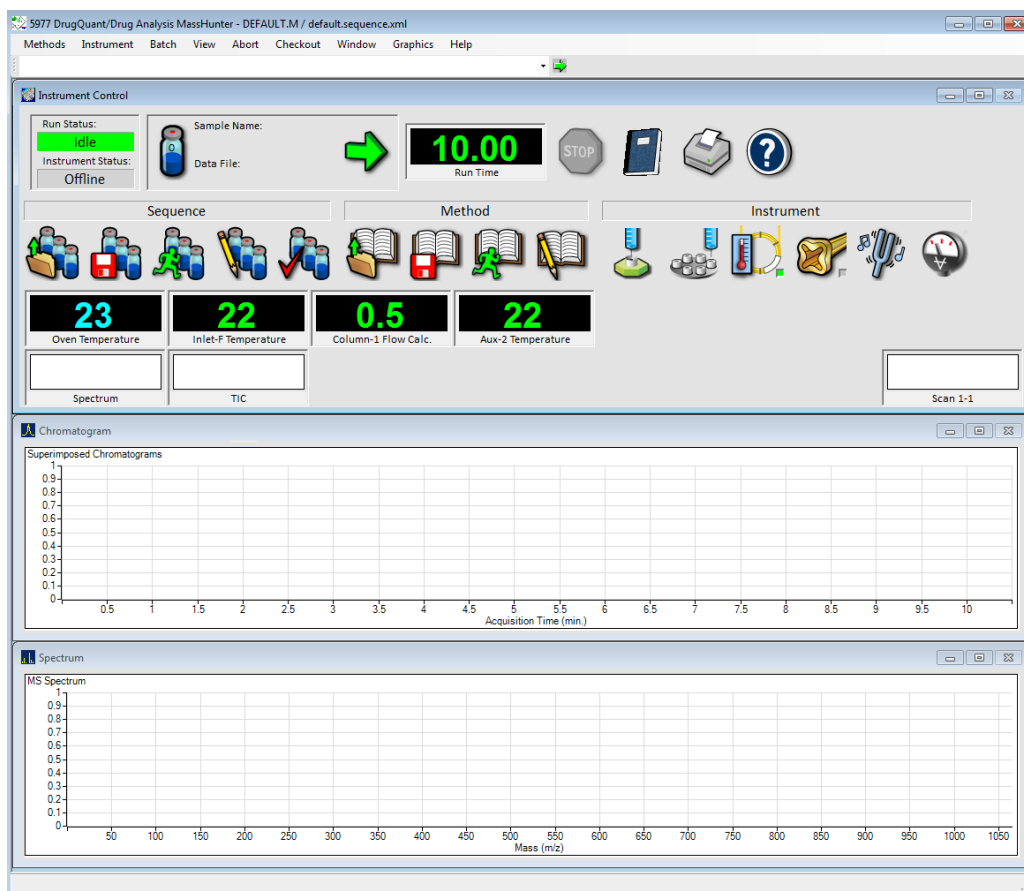 5977 DrugQuant/Drug Analysis MassHunter - DEFAULT.M / default.sequence.xml
Methods Instrument Batch View Abort Checkout Window Graphics Help
Instrument Control
Run Status:
Idle
Instrument Status:
Offline
Sample Name:
Data File:
0
10.00
Run Time
STOP
?
Sequence Method Instrument
23 22 0.5 22
Oven Temperature Inlet-F Temperature Column-1 Flow Calc. Aux-2 Temperature
Spectrum TIC Scan 1-1
Chromatogram
Superimposed Chromatograms
1
0.9
0.8
0.7
0.6
0.5
0.4
0.3
0.2
0.1
0
0.5 1 1.5 2 2.5 3 3.5 4 4.5 5 5.5 6 6.5 7 7.5 8 8.5 9 9.5 10
Acquisition Time (min.)
Spectrum
MS Spectrum
1
0.9
0.8
0.7
0.6
0.5
0.4
0.3
0.2
0.1
0
50 100 150 200 250 300 350 400 450 500 550 600 650 700 750 800 850 900 950 1000 1050
Mass (m/z)